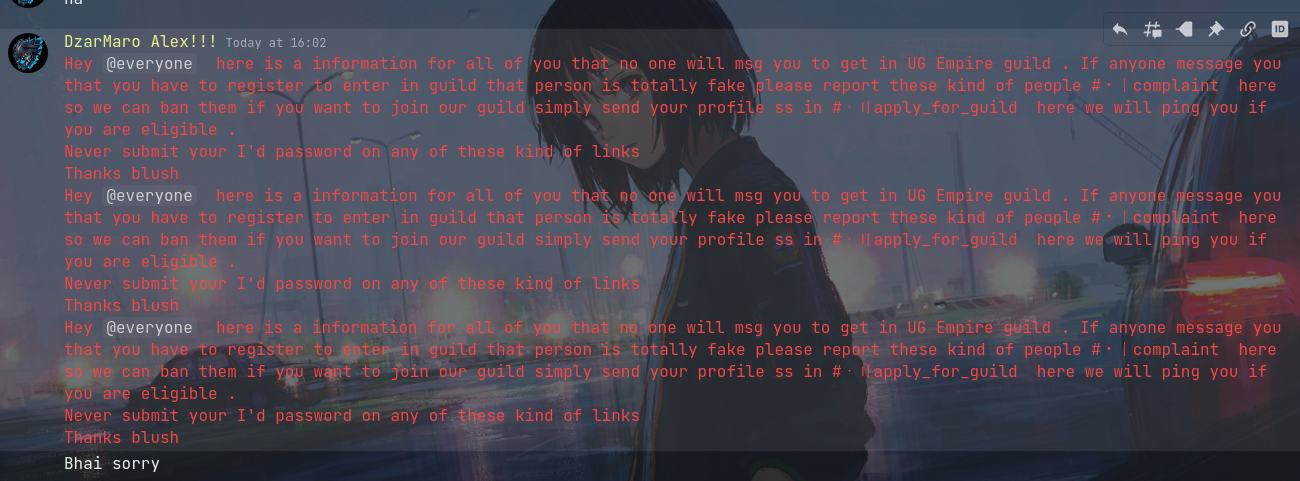 DzarMaro Alex!!! Today at 16:02
Hey @everyone here is a information for all of you that no one will msg you to get in UG Empire guild . If anyone message you
that you have to register to enter in guild that person is totally fake please report these kind of people #・|complaint here
so we can ban them if you want to join our guild simply send your profile ss in #・||apply_for_guild here we will ping you if
you are eligible .
Never submit your I'd password on any of these kind of links
Thanks blush
Hey @everyone here is a information for all of you that no one will msg you to get in UG Empire guild . If anyone message you
that you have to register to enter in guild that person is totally fake please report these kind of people #・|complaint here
so we can ban them if you want to join our guild simply send your profile ss in #・||apply_for_guild here we will ping you if
you are eligible .
Never submit your I'd password on any of these kind of links
Thanks blush
Hey @everyone here is a information for all of you that no one will msg you to get in UG Empire guild . If anyone message you
that you have to register to enter in guild that person is totally fake please report these kind of people #・|complaint here
so we can ban them if you want to join our guild simply send your profile ss in #・||apply_for_guild here we will ping you if
you are eligible .
Never submit your I'd password on any of these kind of links
Thanks blush
Bhai sorry
ID